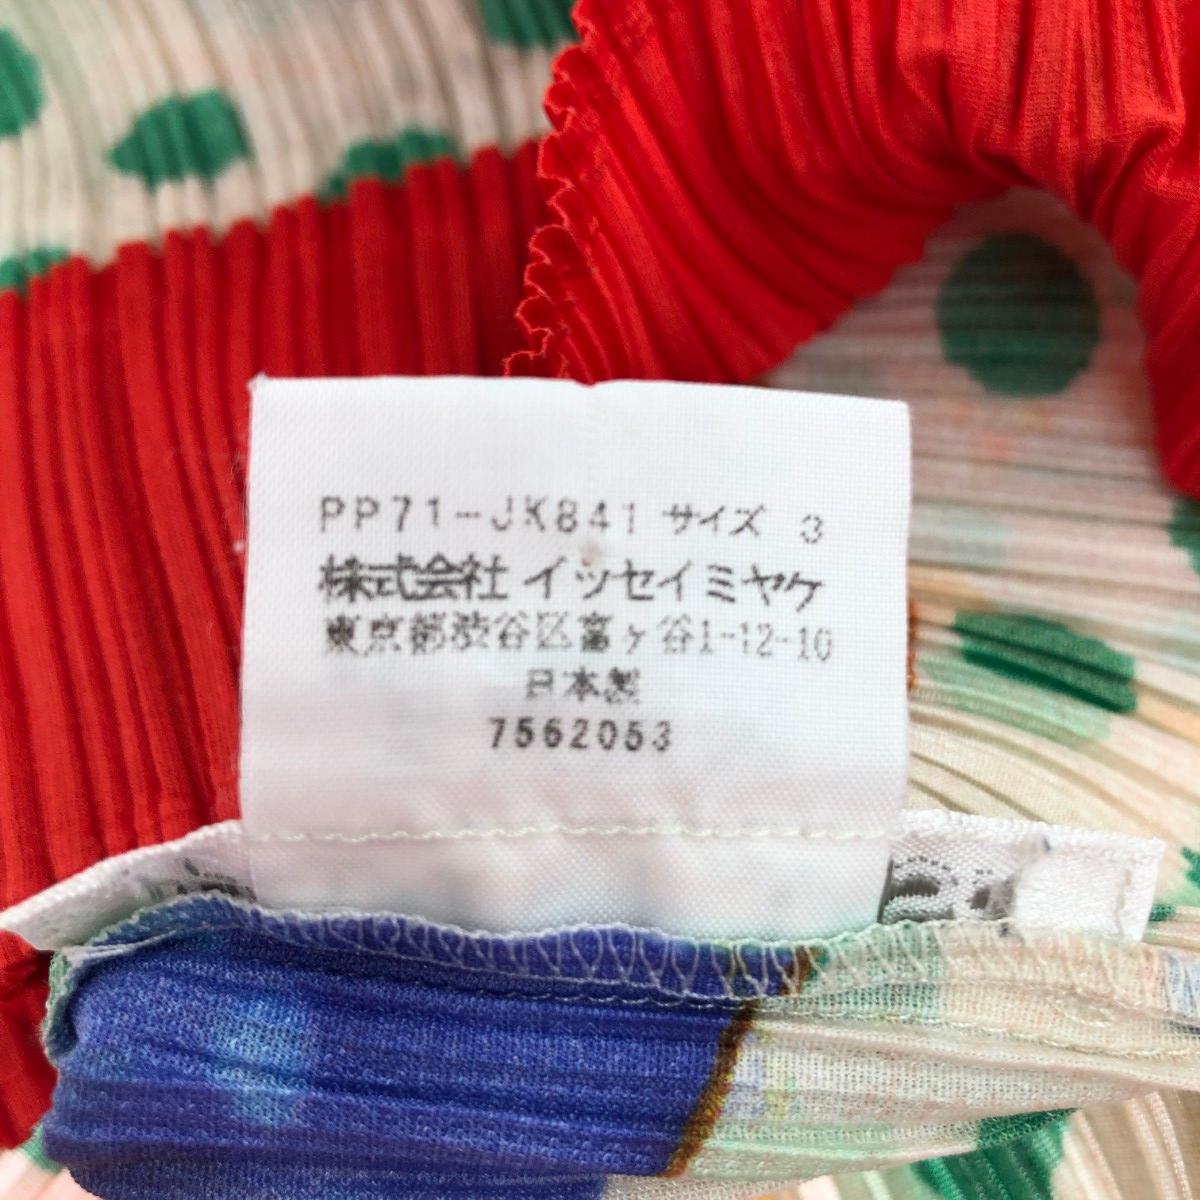 PP71-JK841 サイズ 3
株式会社 イッセイミヤケ
東京都渋谷区富ヶ谷1-12-10
日本製
7562053